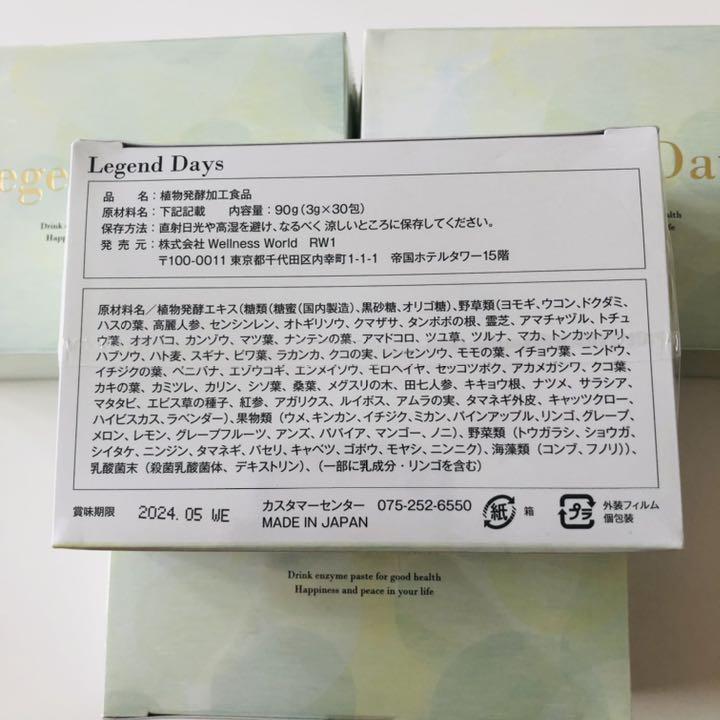 Lege
Drink
Happ
Da
health
ur life
Legend Days
品 名：植物発酵加工食品
原材料名：下記記載 内容量：90g(3g×30包)
保存方法：直射日光や高湿を避け、なるべく 涼しいところに保存してください。
発 売 元：株式会社 Wellness World RW1
〒100-0011 東京都千代田区内幸町1-1-1 帝国ホテルタワー15階
原材料名／植物発酵エキス(糖類(糖蜜(国内製造)、黒砂糖、オリゴ糖)、野草類(ヨモギ、ウコン、ドクダミ、
ハスの葉、高麗人参、センシンレン、オトギリソウ、クマザサ、タンポポの根、霊芝、アマチャヅル、トチュ
ウ葉、オオバコ、カンゾウ、マツ葉、ナンテンの葉、アマドコロ、ツユ草、ツルナ、マカ、トンカットアリ、
ハブソウ、ハト麦、スギナ、ビワ葉、ラカンカ、クコの実、レンセンソウ、モモの葉、イチョウ葉、ニンドウ、
イチジクの葉、ベニバナ、エゾウコギ、エンメイソウ、モロヘイヤ、セッコツボク、アカメガシワ、クコ葉、
カキの葉、カミツレ、カリン、シソ葉、桑葉、メグスリの木、田七人参、キキョウ根、ナツメ、サラシア、
マタタビ、エビス草の種子、紅参、アガリクス、ルイボス、アムラの実、タマネギ外皮、キャッツクロー、
ハイビスカス、ラベンダー)、果物類（ウメ、キンカン、イチジク、ミカン、パインアップル、リンゴ、グレープ、
メロン、レモン、グレープフルーツ、アンズ、パパイア、マンゴー、ノニ)、野菜類（トウガラシ、ショウガ、
シイタケ、ニンジン、タマネギ、パセリ、キャベツ、ゴボウ、モヤシ、ニンニク)、海藻類（コンブ、フノリ))、
乳酸菌末（殺菌乳酸菌体、デキストリン)、(一部に乳成分・リンゴを含む)
賞味期限 2024.05 WE
カスタマーセンター 075-252-6550
MADE IN JAPAN
紙 箱
プラ 外装フィルム
個包装
Drink enzyme paste for good health
Happiness and peace in your life